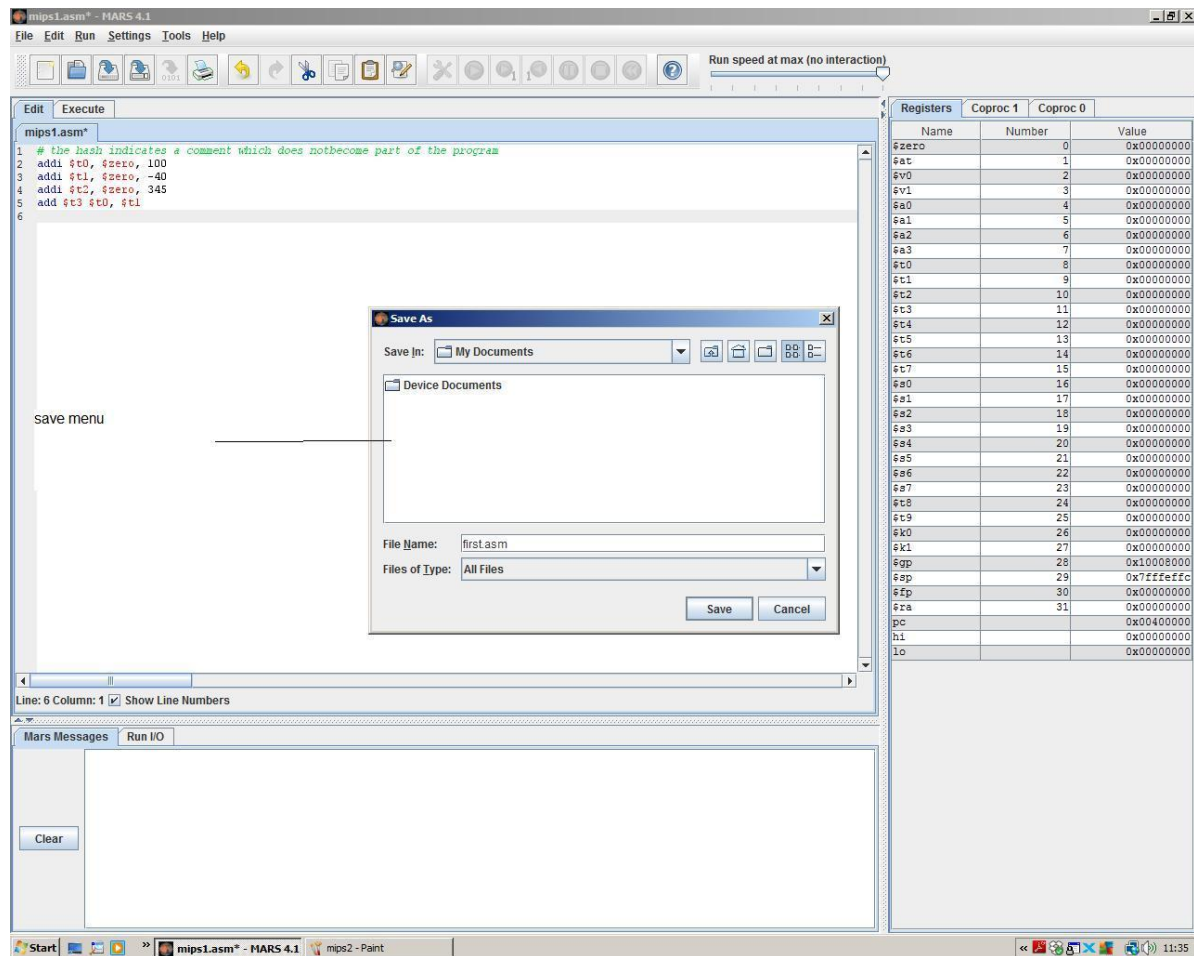 mips1.asm* - MARS 4.1
File Edit Run Settings Tools Help
Run speed at max (no interaction)
Edit Execute
mips1.asm*
1 # the hash indicates a comment which does notbecome part of the program
2 addi $t0, $zero, 100
3 addi $t1, $zero, -40
4 addi $t2, $zero, 345
5 add $t3 $t0, $t1
6
save menu
Save As
Save In: My Documents
Device Documents
File Name: first.asm
Files of Type: All Files
Save Cancel
Line: 6 Column: 1 Show Line Numbers
Mars Messages Run I/O
Clear
Registers Coproc 1 Coproc 0
Name Number Value
$zero 0 0x00000000
$at 1 0x00000000
$v0 2 0x00000000
$v1 3 0x00000000
$a0 4 0x00000000
$a1 5 0x00000000
$a2 6 0x00000000
$a3 7 0x00000000
$t0 8 0x00000000
$t1 9 0x00000000
$t2 10 0x00000000
$t3 11 0x00000000
$t4 12 0x00000000
$t5 13 0x00000000
$t6 14 0x00000000
$t7 15 0x00000000
$s0 16 0x00000000
$s1 17 0x00000000
$s2 18 0x00000000
$s3 19 0x00000000
$s4 20 0x00000000
$s5 21 0x00000000
$s6 22 0x00000000
$s7 23 0x00000000
$t8 24 0x00000000
$t9 25 0x00000000
$k0 26 0x00000000
$k1 27 0x00000000
$gp 28 0x10008000
$sp 29 0x7fffeffc
$fp 30 0x00000000
$ra 31 0x00000000
pc 0x00400000
hi 0x00000000
lo 0x00000000
Start » mips1.asm* - MARS 4.1 mips2 - Paint « 11:35